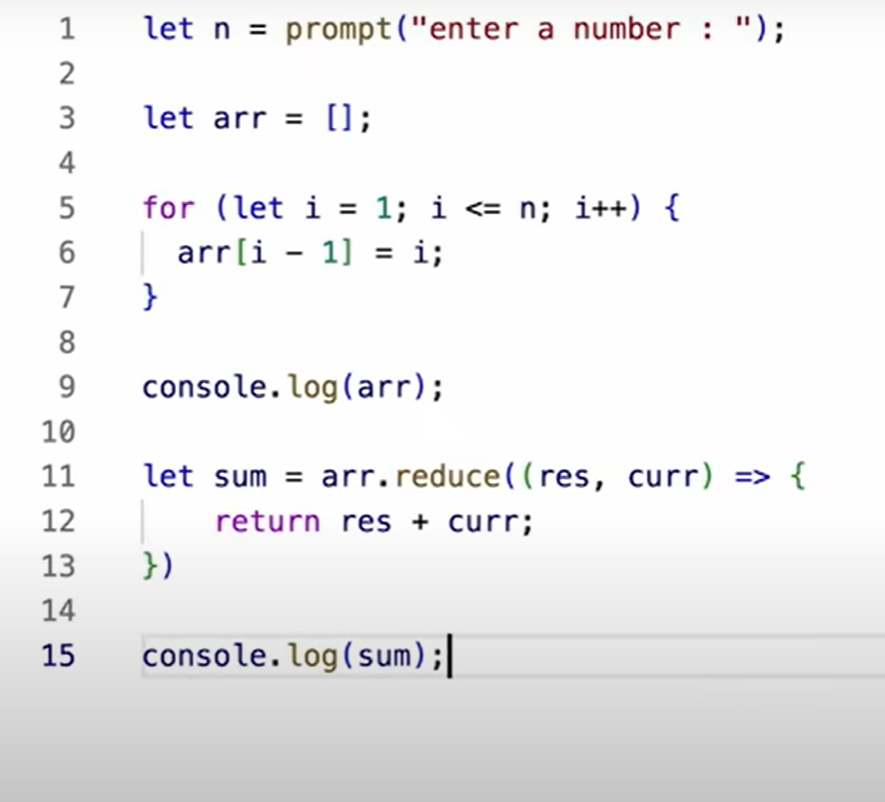 1 let n = prompt("enter a number : ");
2
3 let arr = [];
4
5 for (let i = 1; i <= n; i++) {
6   arr[i - 1] = i;
7 }
8
9 console.log(arr);
10
11 let sum = arr.reduce((res, curr) => {
12     return res + curr;
13 })
14
15 console.log(sum);